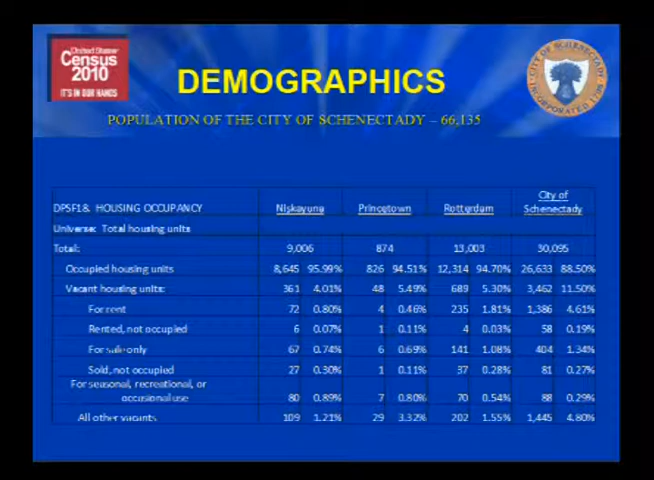 United States
Census
2010
IT'S IN OUR HANDS
CITY OF SCHENECTADY
INCORPORATED 1798
DEMOGRAPHICS
POPULATION OF THE CITY OF SCHENECTADY – 66,135
DPSF18. HOUSING OCCUPANCY Niskayuna Princetown Rotterdam City of
Schenectady
Universe: Total housing units
Total: 9,006 874 13,003 30,095
Occupied housing units 8,645 95.99% 826 94.51% 12,314 94.70% 26,633 88.50%
Vacant housing units: 361 4.01% 48 5.49% 689 5.30% 3,462 11.50%
For rent 72 0.80% 4 0.46% 235 1.81% 1,386 4.61%
Rented, not occupied 6 0.07% 1 0.11% 4 0.03% 58 0.19%
For sale only 67 0.74% 6 0.69% 141 1.08% 404 1.34%
Sold, not occupied 27 0.30% 1 0.11% 37 0.28% 81 0.27%
For seasonal, recreational, or
occasional use 80 0.89% 7 0.80% 70 0.54% 88 0.29%
All other vacants 109 1.21% 29 3.32% 202 1.55% 1,445 4.80%